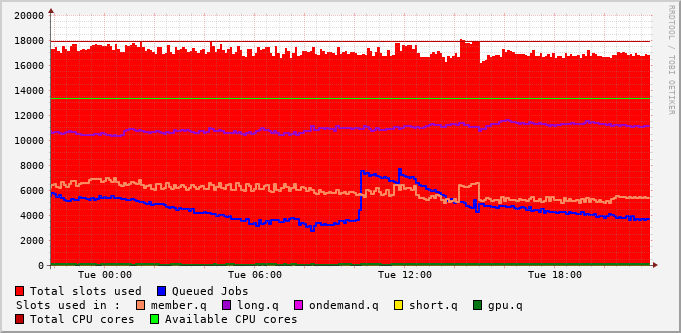 20000
18000
16000
14000
12000
10000
8000
6000
4000
2000
0
Tue 00:00 Tue 06:00 Tue 12:00 Tue 18:00
Total slots used Queued Jobs
Slots used in : member.q long.q ondemand.q short.q gpu.q
Total CPU cores Available CPU cores
RRDTOOL / TOBI OETIKER